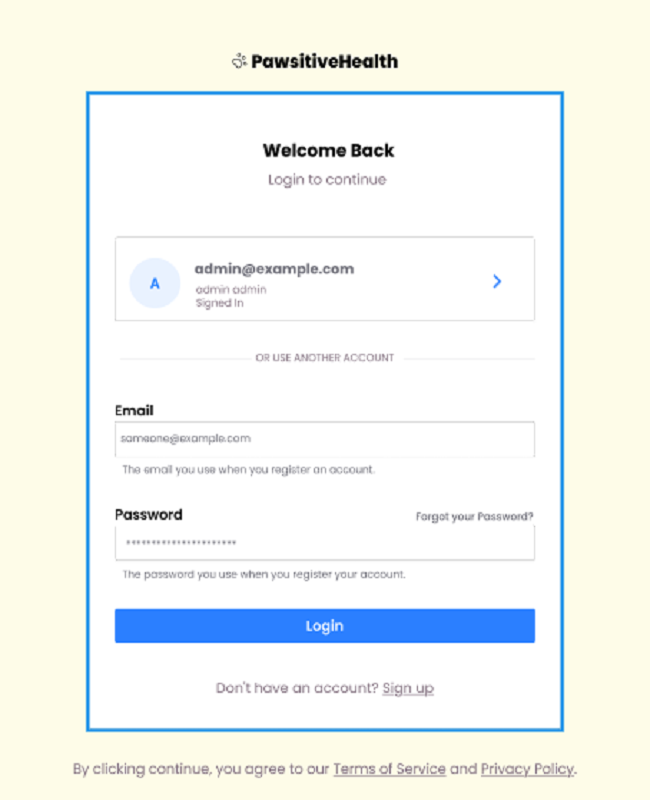 PawsitiveHealth
Welcome Back
Login to continue
A
admin@example.com
admin admin
Signed In
OR USE ANOTHER ACCOUNT
Email
someone@example.com
The email you use when you register an account.
Password
Forgot your Password?
**********************
The password you use when you register your account.
Login
Don't have an account? Sign up
By clicking continue, you agree to our Terms of Service and Privacy Policy.